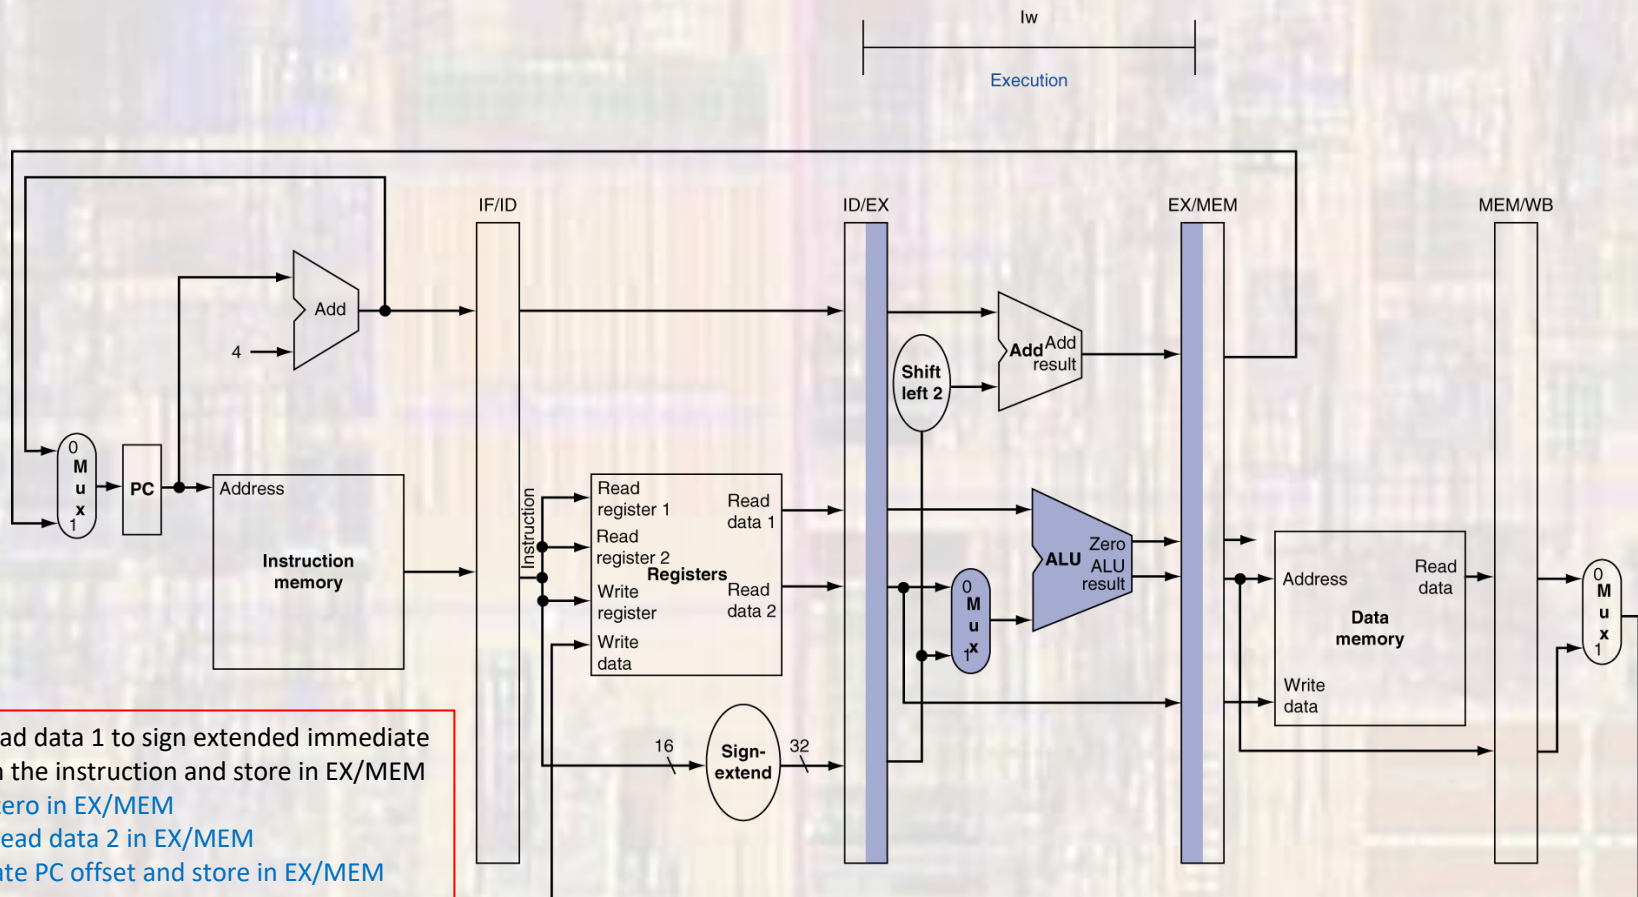 lw
Execution
IF/ID
ID/EX
EX/MEM
MEM/WB
Add
4
Shift
left 2
Add
Add
result
0
M
u
x
1
PC
Address
Instruction
memory
Instruction
Read
register 1
Read
register 2
Write
register
Write
data
Registers
Read
data 1
Read
data 2
16
Sign-
extend
32
0
M
u
x
1
ALU
Zero
ALU
result
Address
Write
data
Data
memory
Read
data
0
M
u
x
1
data 1 to sign extended immediate
the instruction and store in EX/MEM
in EX/MEM
data 2 in EX/MEM
PC offset and store in EX/MEM